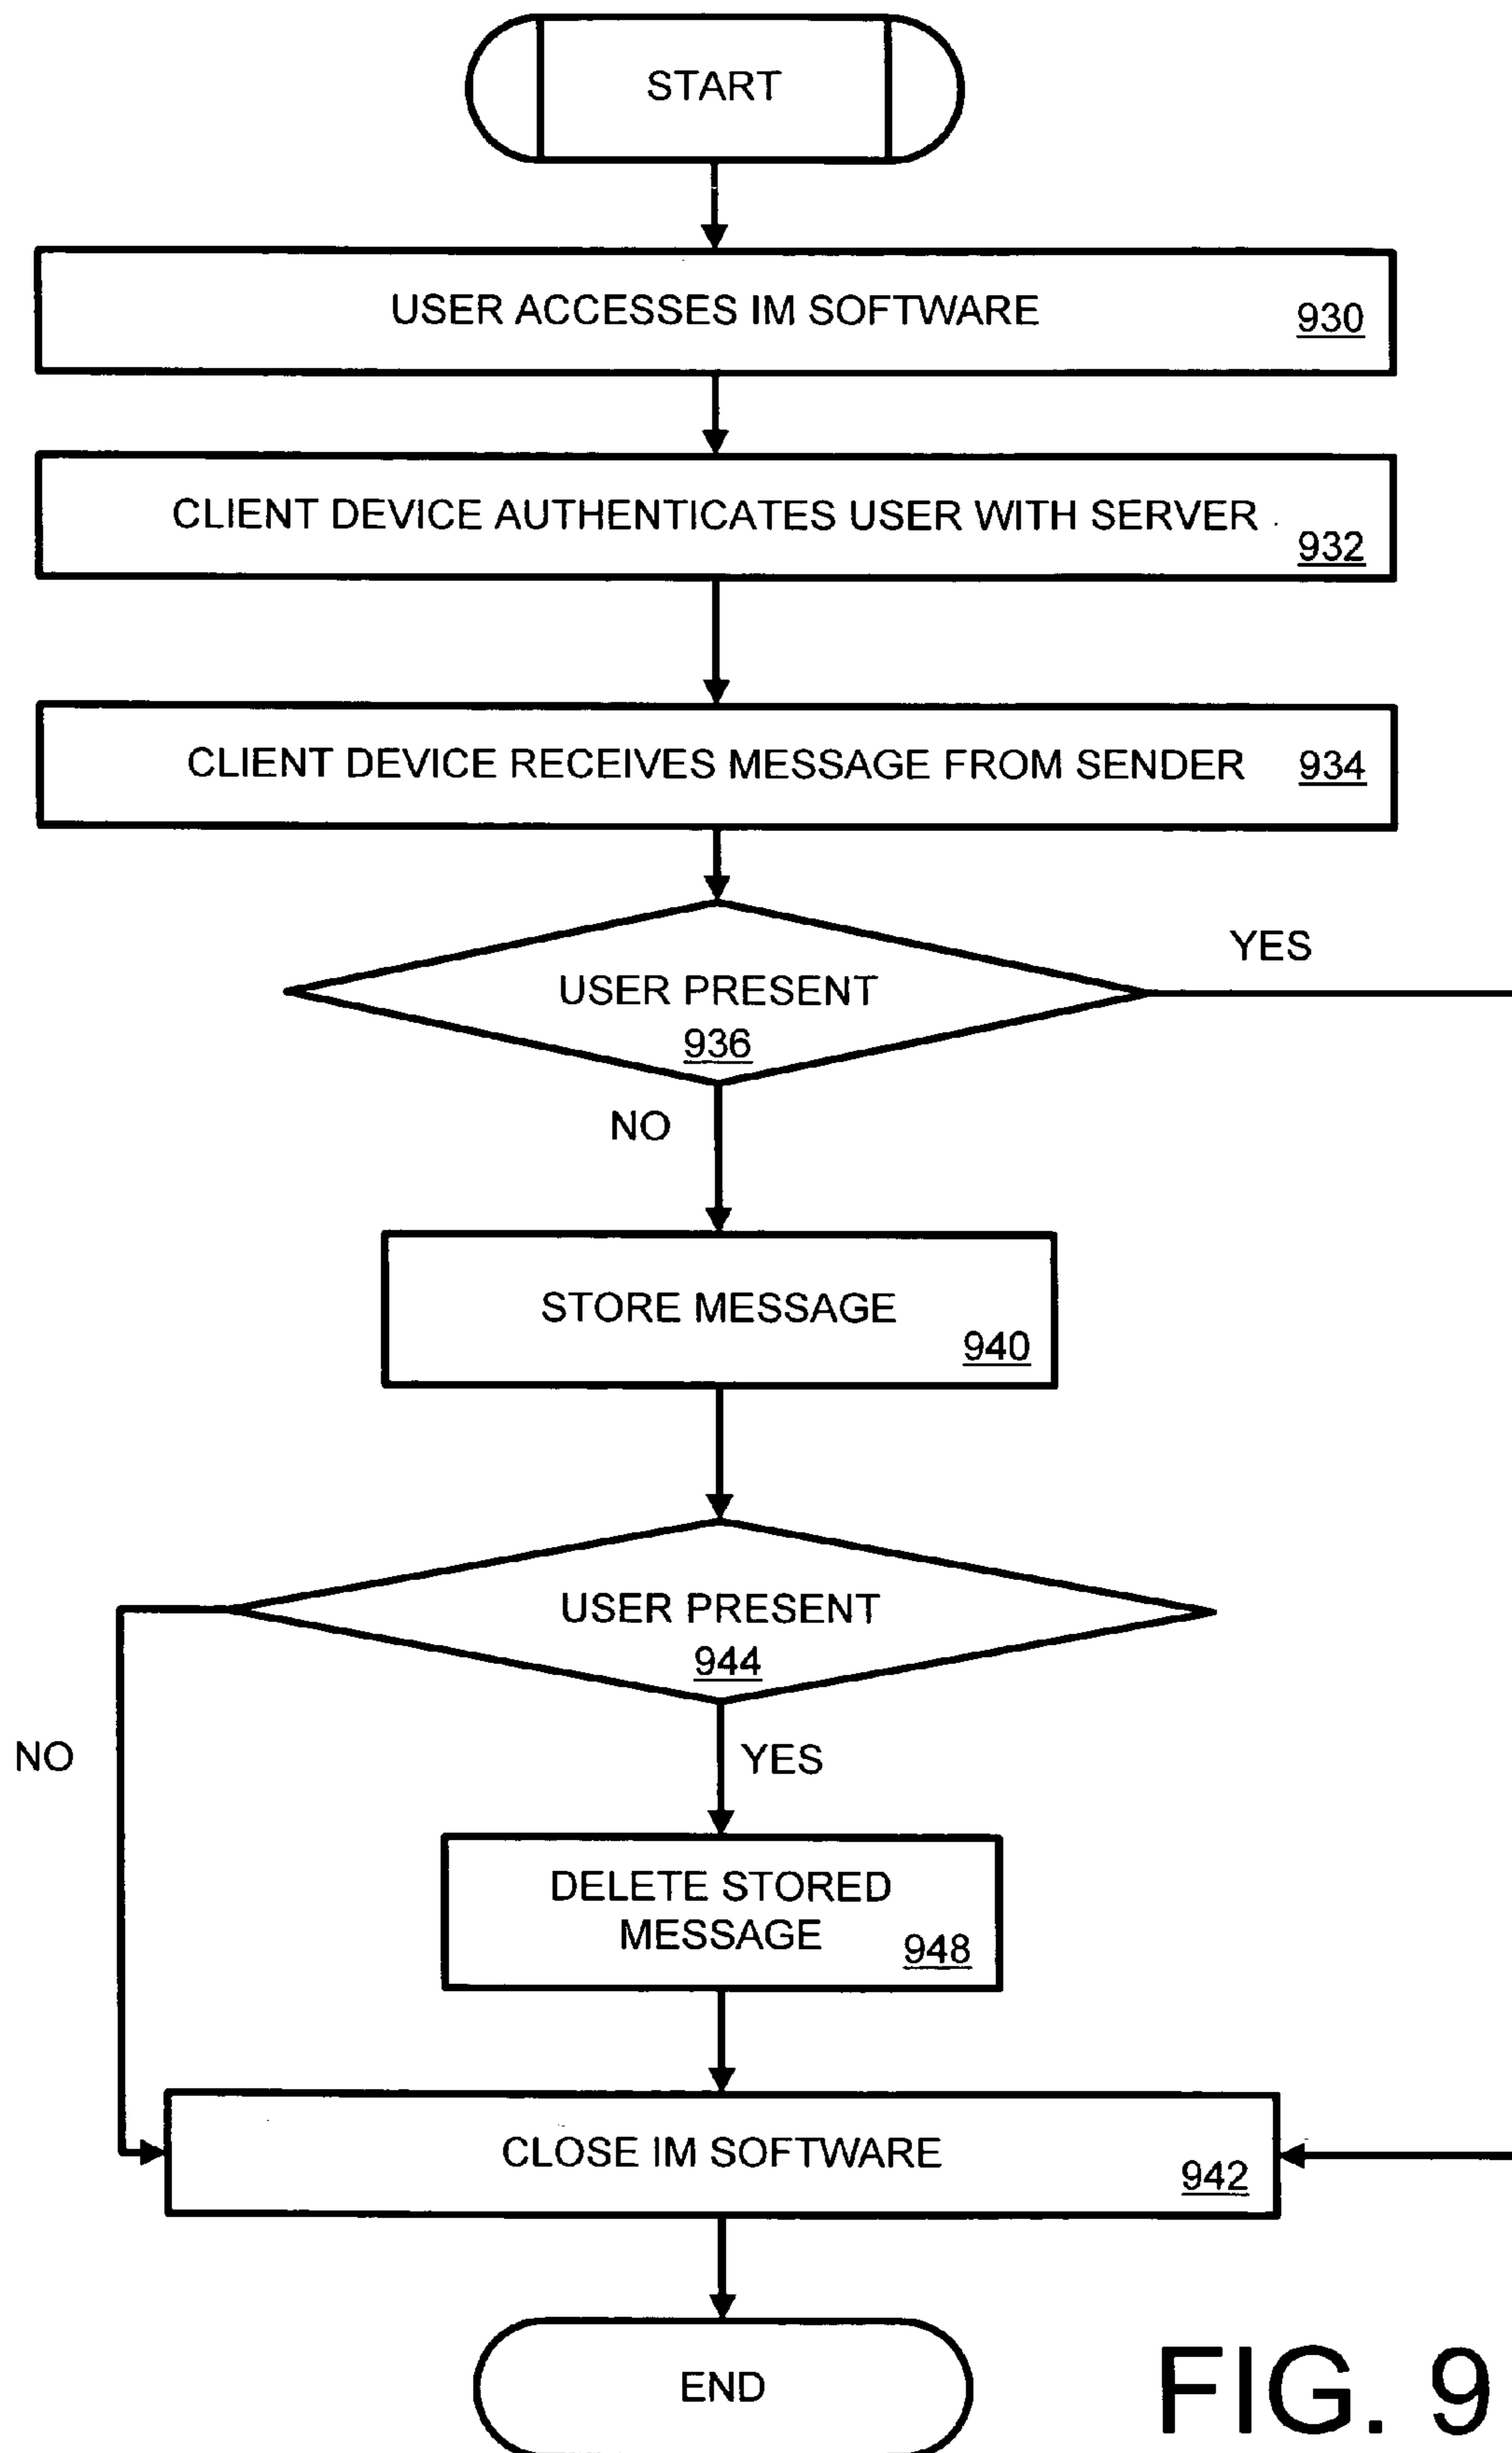 START
USER ACCESSES IM SOFTWARE
930
CLIENT DEVICE AUTHENTICATES USER WITH SERVER
932
CLIENT DEVICE RECEIVES MESSAGE FROM SENDER
934
YES
USER PRESENT
936
NO
STORE MESSAGE
940
USER PRESENT
944
NO
YES
DELETE STORED
MESSAGE
948
CLOSE IM SOFTWARE
942
END
FIG. 9